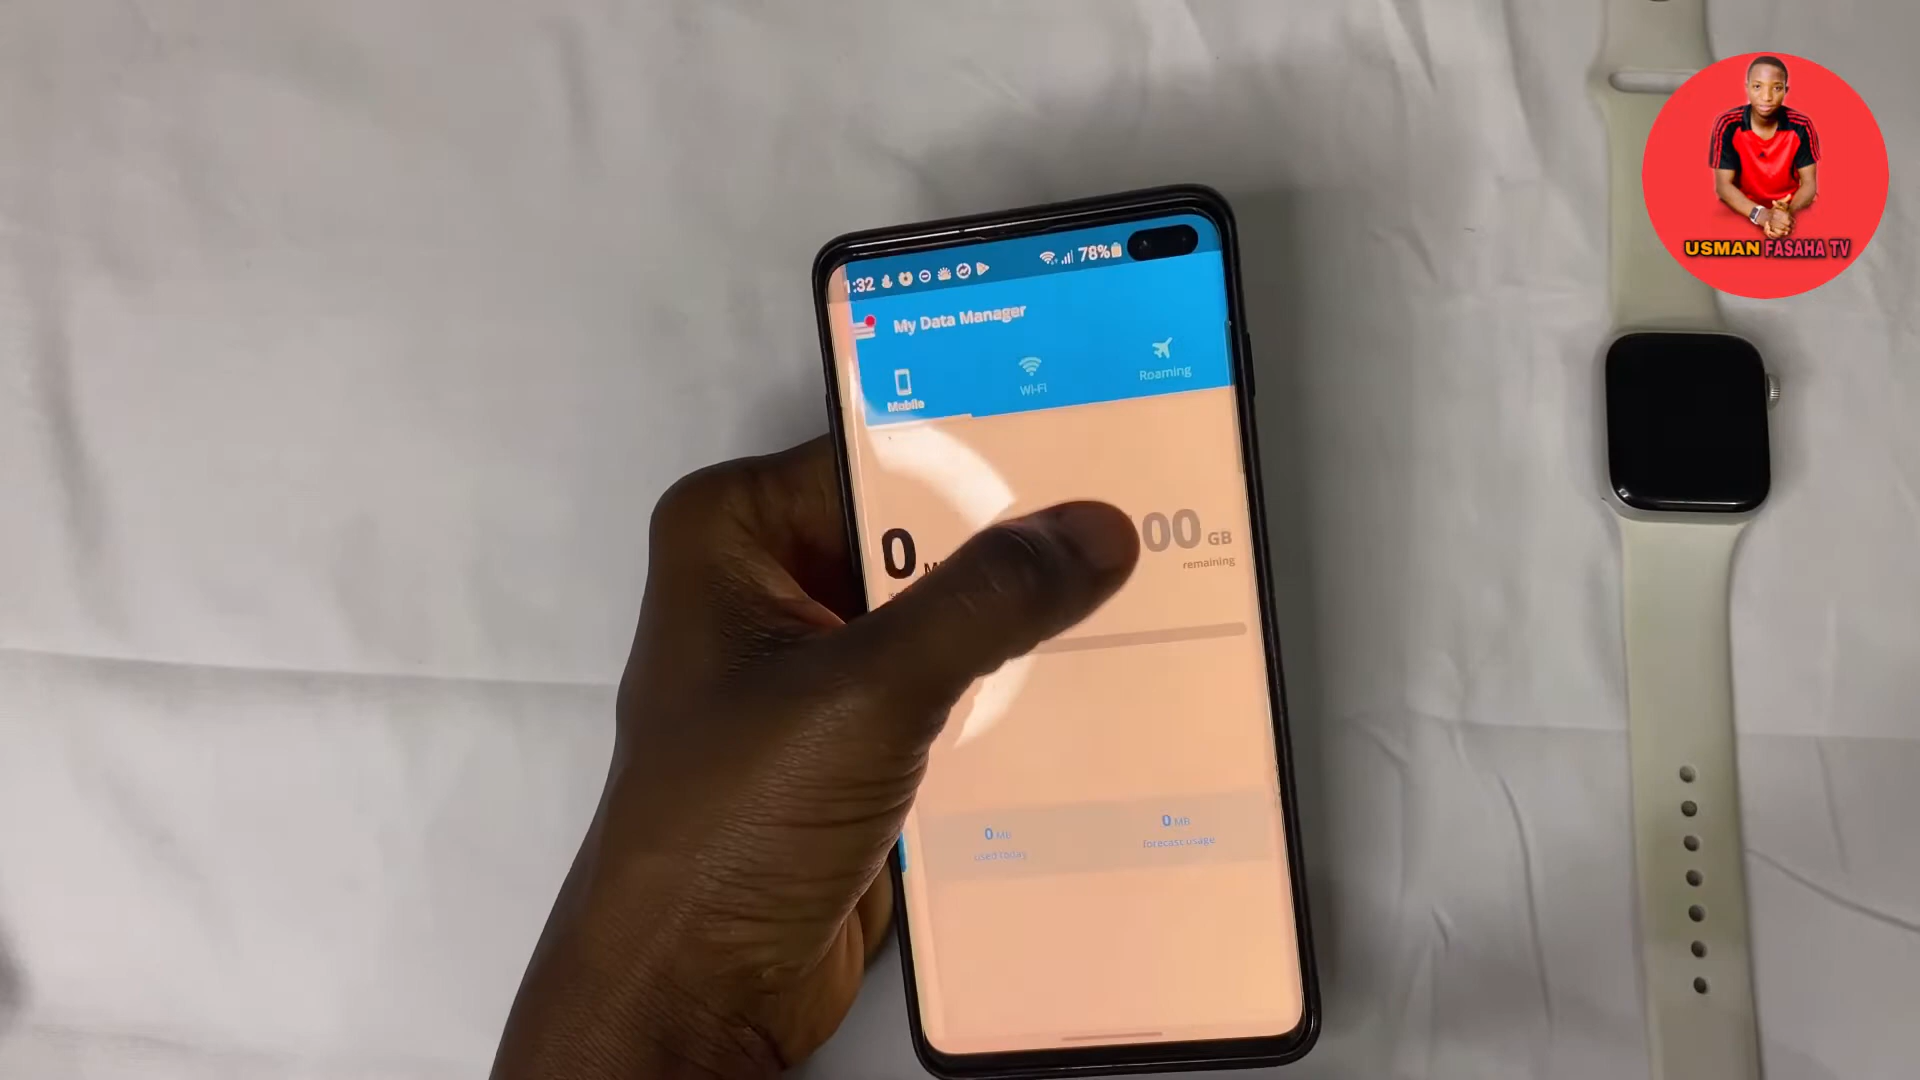 USMAN FASAHA TV
1:32 78%
My Data Manager
Mobile
Wi-Fi
Roaming
0
00 GB
remaining
0 MB
used today
0 MB
forecast usage